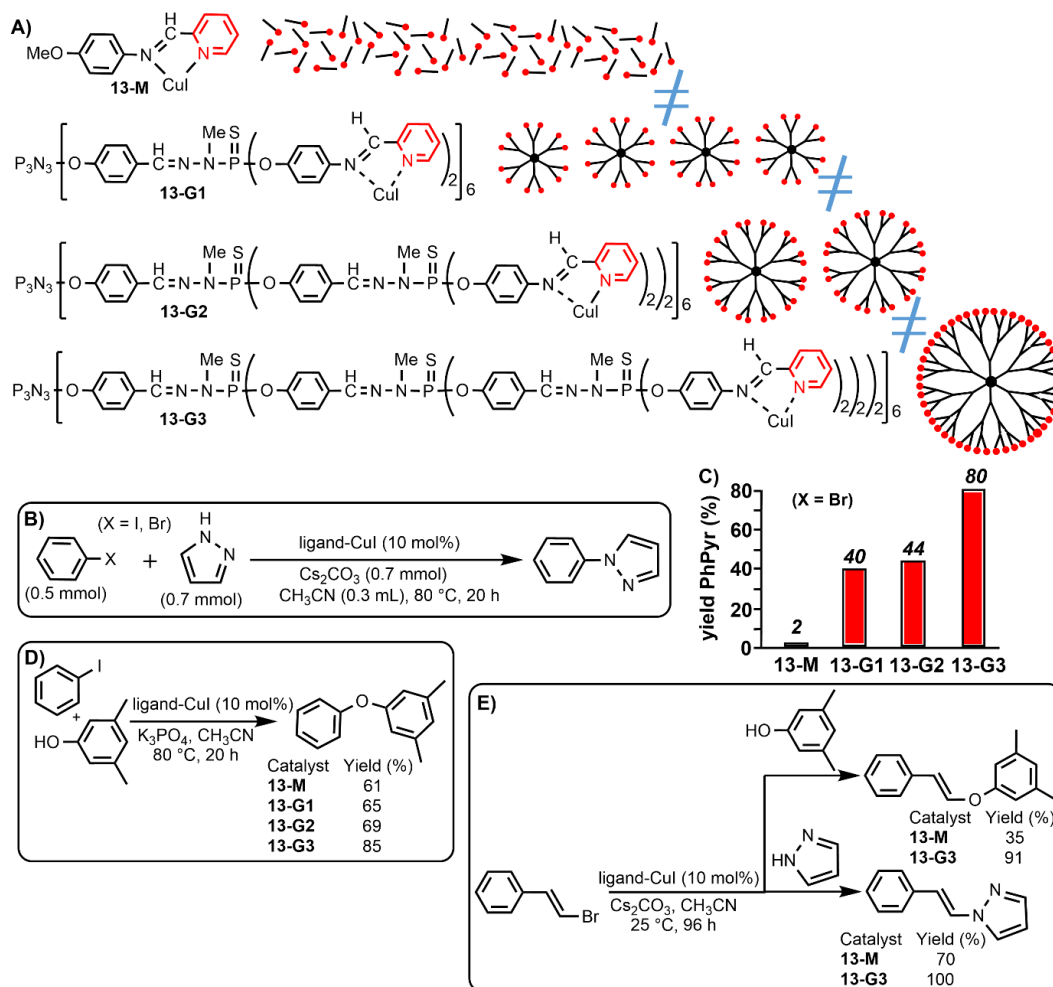 A)
MeO
N
H
C
N
CuI
13-M
P3N3
O
H
C=N-N-P
Me S
O
N
H
C
N
CuI
2
6
13-G1
P3N3
O
H
C=N-N-P
Me S
O
H
C=N-N-P
Me S
O
N
H
C
N
CuI
2
2
6
13-G2
P3N3
O
H
C=N-N-P
Me S
O
H
C=N-N-P
Me S
O
H
C=N-N-P
Me S
O
N
H
C
N
CuI
2
2
2
6
13-G3
B)
(X = I, Br)
X
(0.5 mmol)
+
H
N
N
(0.7 mmol)
ligand-CuI (10 mol%)
Cs2CO3 (0.7 mmol)
CH3CN (0.3 mL), 80 °C, 20 h
N
N
C)
(X = Br)
yield PhPyr (%)
80
60
40
20
0
2
40
44
80
13-M 13-G1 13-G2 13-G3
D)
I
+
HO
ligand-CuI (10 mol%)
K3PO4, CH3CN
80 °C, 20 h
O
Catalyst Yield (%)
13-M 61
13-G1 65
13-G2 69
13-G3 85
E)
Br
ligand-CuI (10 mol%)
Cs2CO3, CH3CN
25 °C, 96 h
HO
O
Catalyst Yield (%)
13-M 35
13-G3 91
N
HN
N
N
Catalyst Yield (%)
13-M 70
13-G3 100